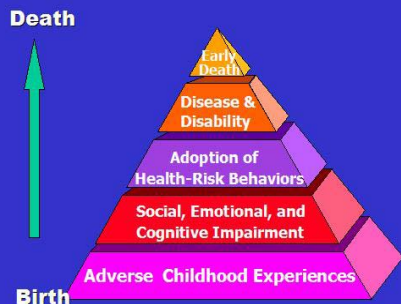 Death
Early
Death
Disease &
Disability
Adoption of
Health-Risk Behaviors
Social, Emotional, and
Cognitive Impairment
Adverse Childhood Experiences
Birth